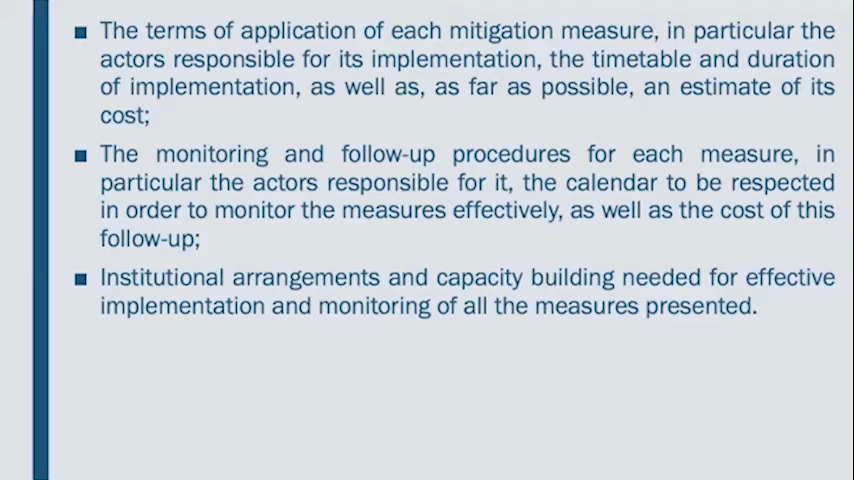 ■ The terms of application of each mitigation measure, in particular the
actors responsible for its implementation, the timetable and duration
of implementation, as well as, as far as possible, an estimate of its
cost;
■ The monitoring and follow-up procedures for each measure, in
particular the actors responsible for it, the calendar to be respected
in order to monitor the measures effectively, as well as the cost of this
follow-up;
■ Institutional arrangements and capacity building needed for effective
implementation and monitoring of all the measures presented.